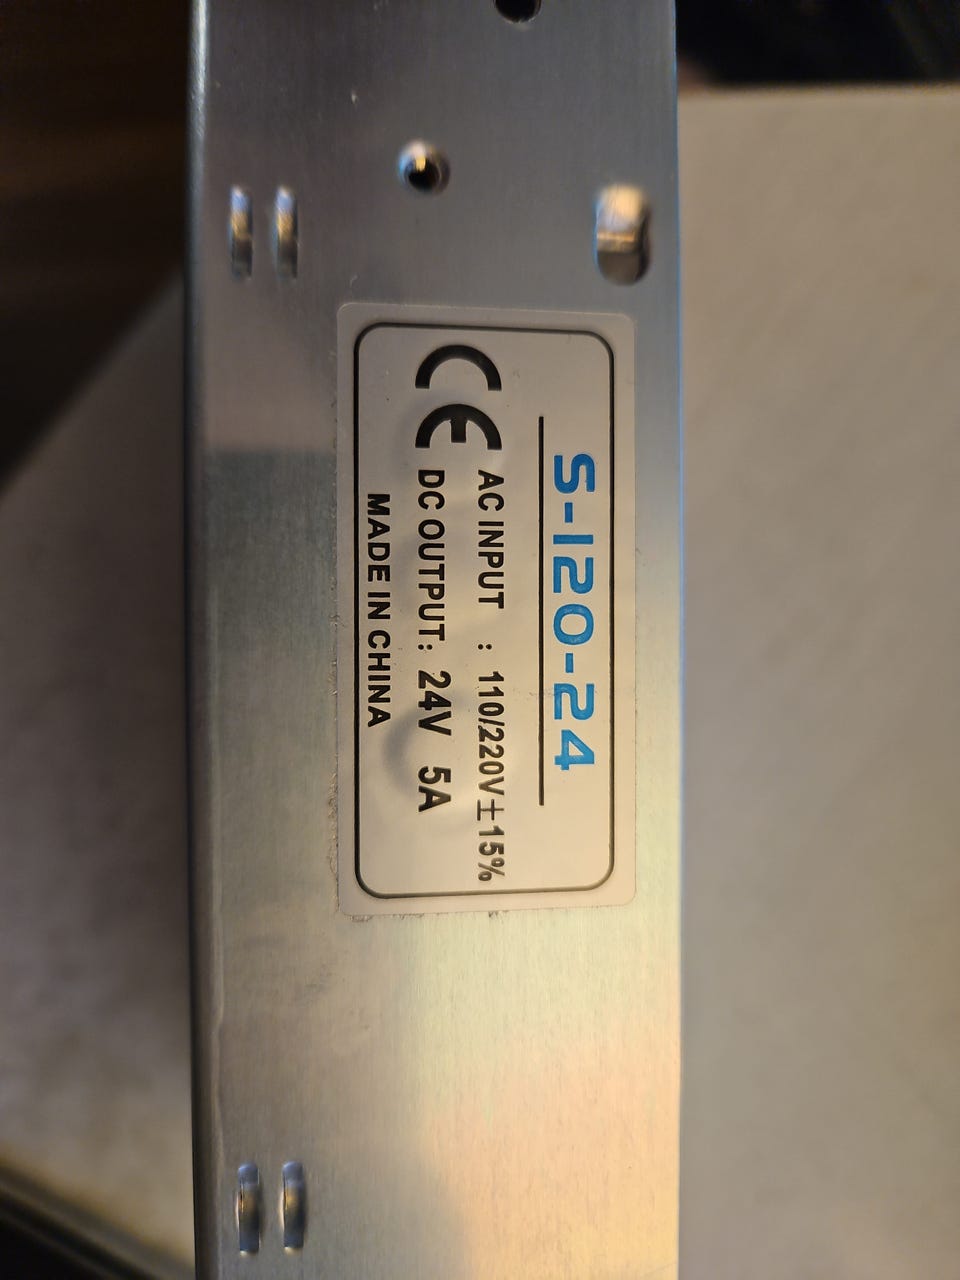 S-120-24
CE AC INPUT : 110/220V±15%
DC OUTPUT: 24V 5A
MADE IN CHINA